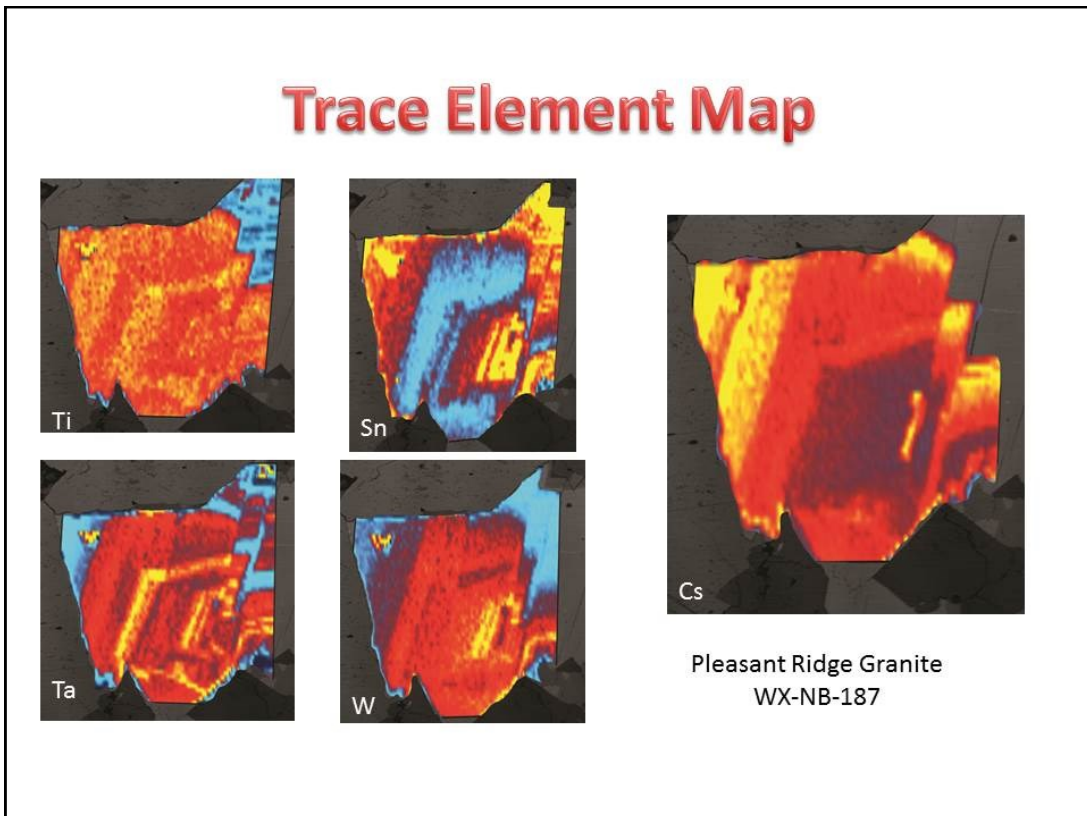 Trace Element Map
Ti
Sn
Ta
W
Cs
Pleasant Ridge Granite
WX-NB-187